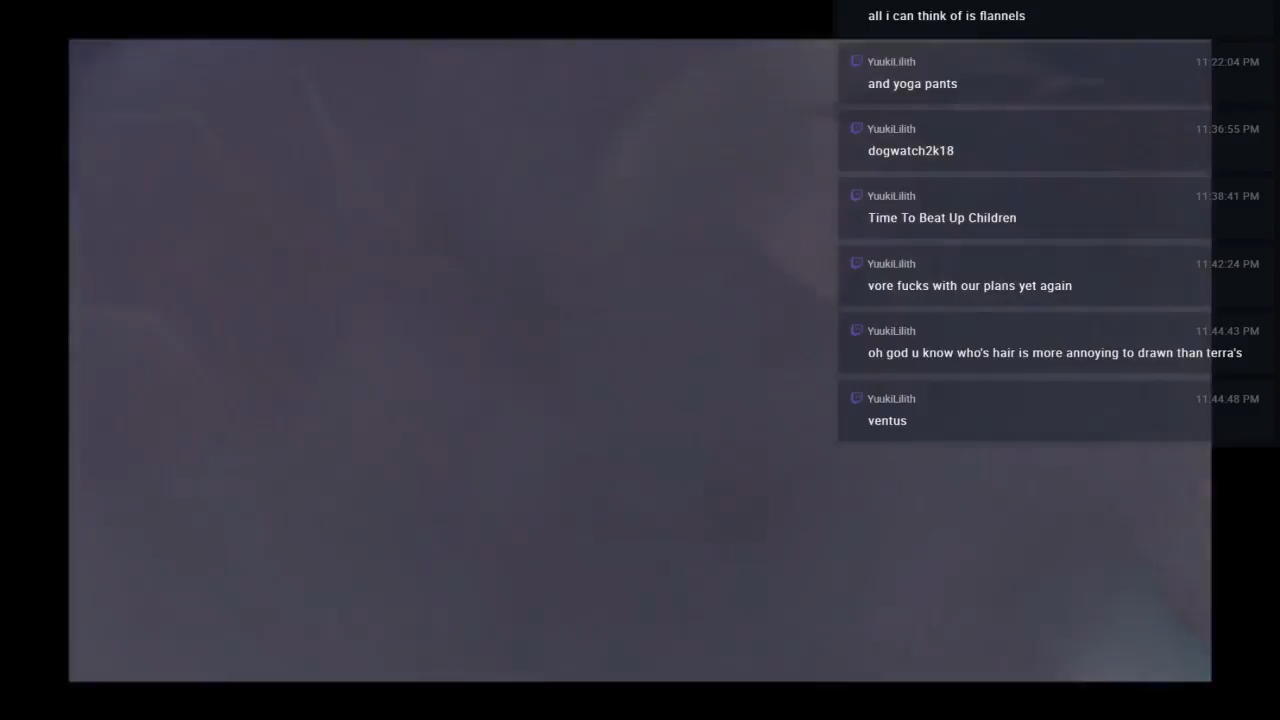 all i can think of is flannels
YuukiLilith 11:22:04 PM
and yoga pants
YuukiLilith 11:36:55 PM
dogwatch2k18
YuukiLilith 11:38:41 PM
Time To Beat Up Children
YuukiLilith 11:42:24 PM
vore fucks with our plans yet again
YuukiLilith 11:44:43 PM
oh god u know who's hair is more annoying to drawn than terra's
YuukiLilith 11:44:48 PM
ventus